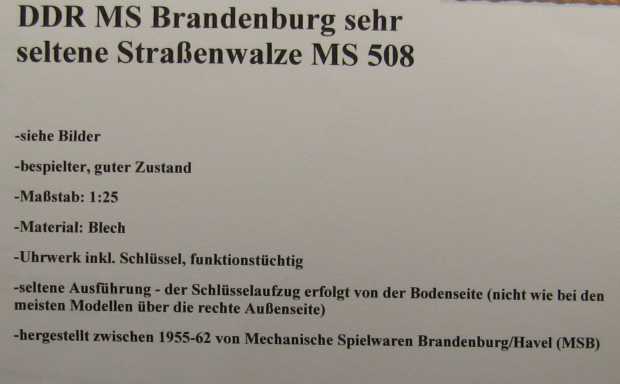 DDR MS Brandenburg sehr
seltene Straßenwalze MS 508
-siehe Bilder
-bespielter, guter Zustand
-Maßstab: 1:25
-Material: Blech
-Uhrwerk inkl. Schlüssel, funktionstüchtig
-seltene Ausführung - der Schlüsselaufzug erfolgt von der Bodenseite (nicht wie bei den
meisten Modellen über die rechte Außenseite)
-hergestellt zwischen 1955-62 von Mechanische Spielwaren Brandenburg/Havel (MSB)